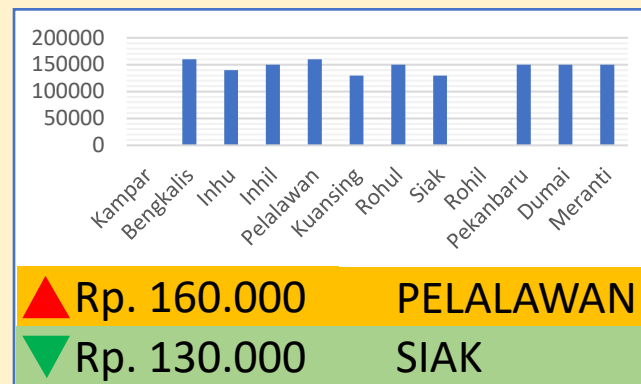 200000
150000
100000
50000
0
Kampar
Bengkalis
Inhu
Inhil
Pelalawan
Kuansing
Rohul
Siak
Rohil
Pekanbaru
Dumai
Meranti
Rp. 160.000 PELALAWAN
Rp. 130.000 SIAK